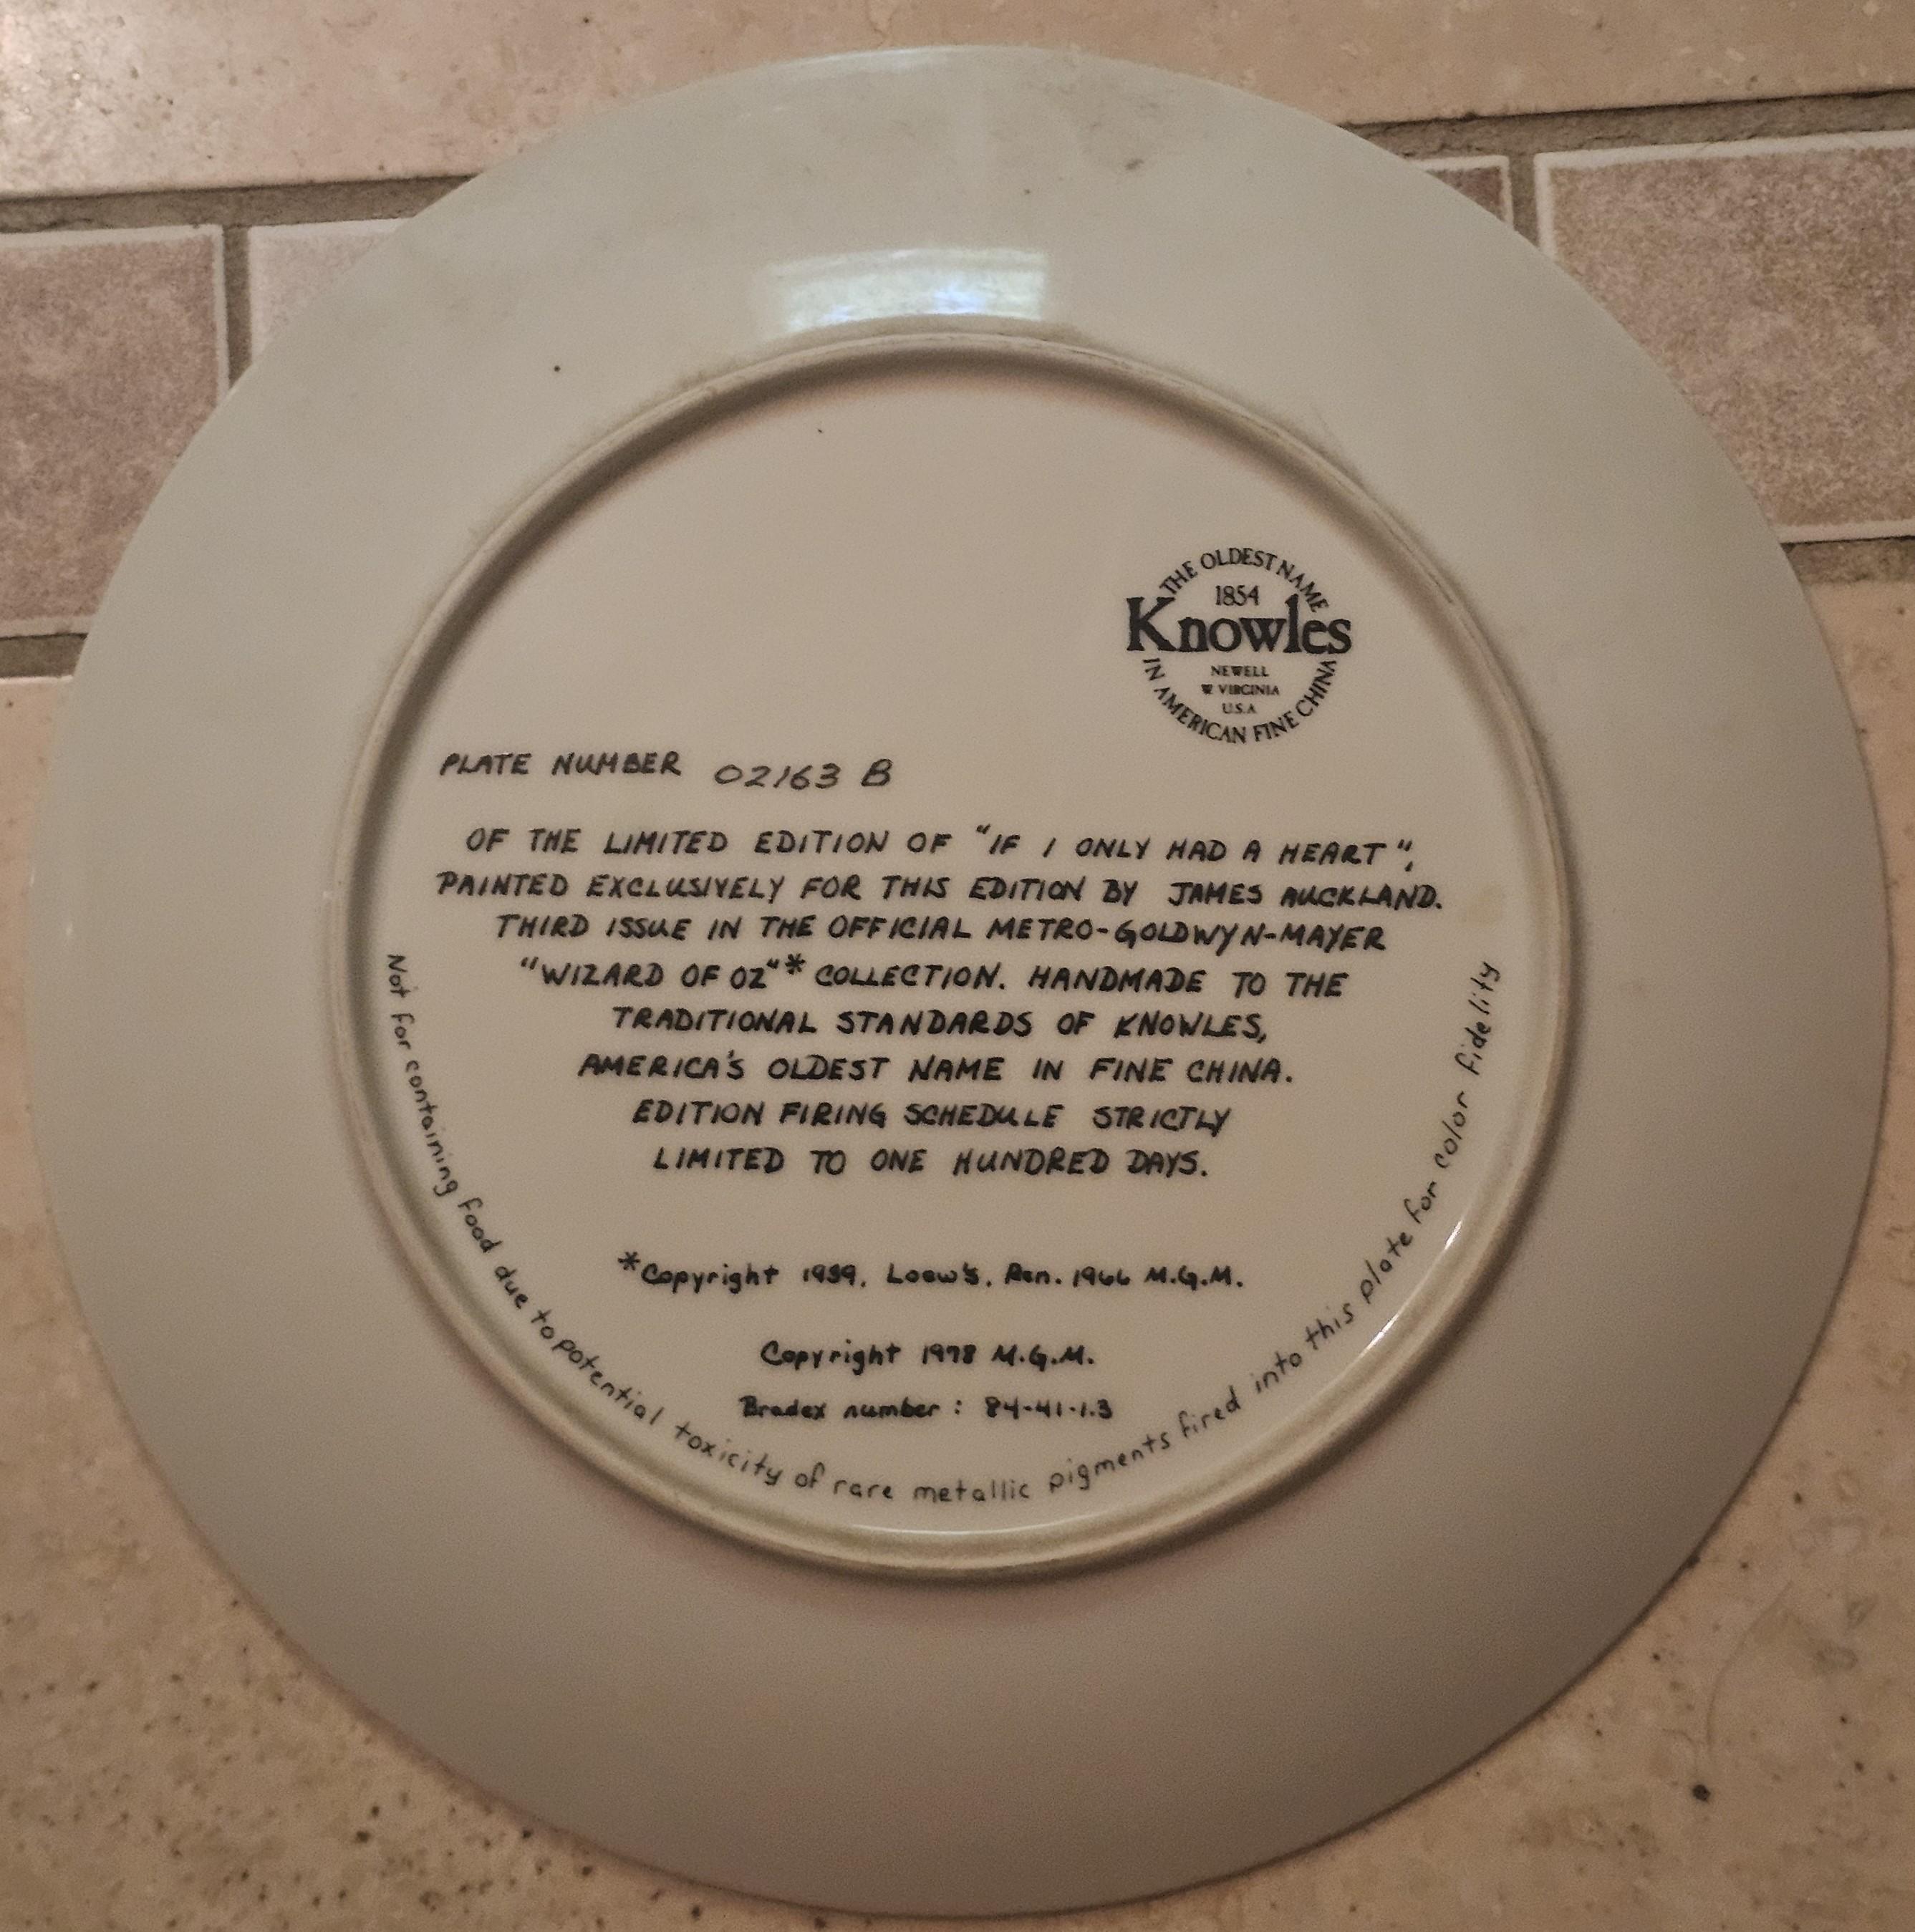 THE OLDEST NAME
1854
Knowles
NEWELL
W VIRGINIA
U.S.A
IN AMERICAN FINE CHINA
PLATE NUMBER 02163 B
OF THE LIMITED EDITION OF "IF I ONLY HAD A HEART",
PAINTED EXCLUSIVELY FOR THIS EDITION BY JAMES AUCKLAND.
THIRD ISSUE IN THE OFFICIAL METRO-GOLDWYN-MAYER
"WIZARD OF OZ"* COLLECTION. HANDMADE TO THE
TRADITIONAL STANDARDS OF KNOWLES,
AMERICA'S OLDEST NAME IN FINE CHINA.
EDITION FIRING SCHEDULE STRICTLY
LIMITED TO ONE HUNDRED DAYS.
*Copyright 1939, Loew's, Ren. 1966 M.G.M.
Copyright 1978 M.G.M.
Bradex number: 84-41-1.3
Not for containing food due to potential toxicity of rare metallic pigments fired into this plate for color fidelity